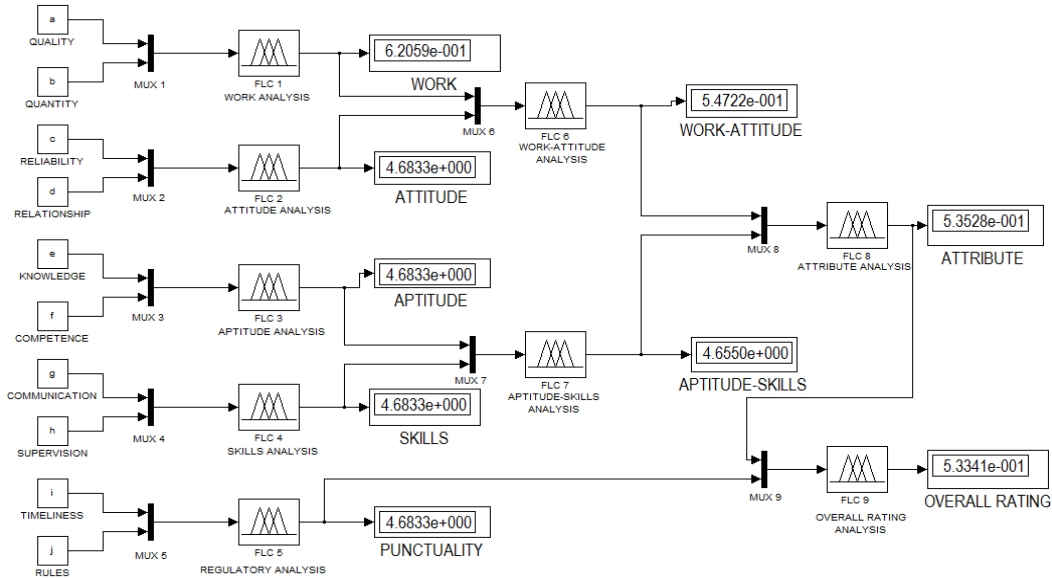 a
QUALITY
b
QUANTITY
MUX 1
FLC 1
WORK ANALYSIS
6.2059e-001
WORK
c
RELIABILITY
d
RELATIONSHIP
MUX 2
FLC 2
ATTITUDE ANALYSIS
4.6833e+000
ATTITUDE
MUX 6
FLC 6
WORK-ATTITUDE
ANALYSIS
5.4722e-001
WORK-ATTITUDE
e
KNOWLEDGE
f
COMPETENCE
MUX 3
FLC 3
APTITUDE ANALYSIS
4.6833e+000
APTITUDE
g
COMMUNICATION
h
SUPERVISION
MUX 4
FLC 4
SKILLS ANALYSIS
4.6833e+000
SKILLS
MUX 7
FLC 7
APTITUDE-SKILLS
ANALYSIS
4.6550e+000
APTITUDE-SKILLS
MUX 8
FLC 8
ATTRIBUTE ANALYSIS
5.3528e-001
ATTRIBUTE
i
TIMELINESS
j
RULES
MUX 5
FLC 5
REGULATORY ANALYSIS
4.6833e+000
PUNCTUALITY
MUX 9
FLC 9
OVERALL RATING
ANALYSIS
5.3341e-001
OVERALL RATING